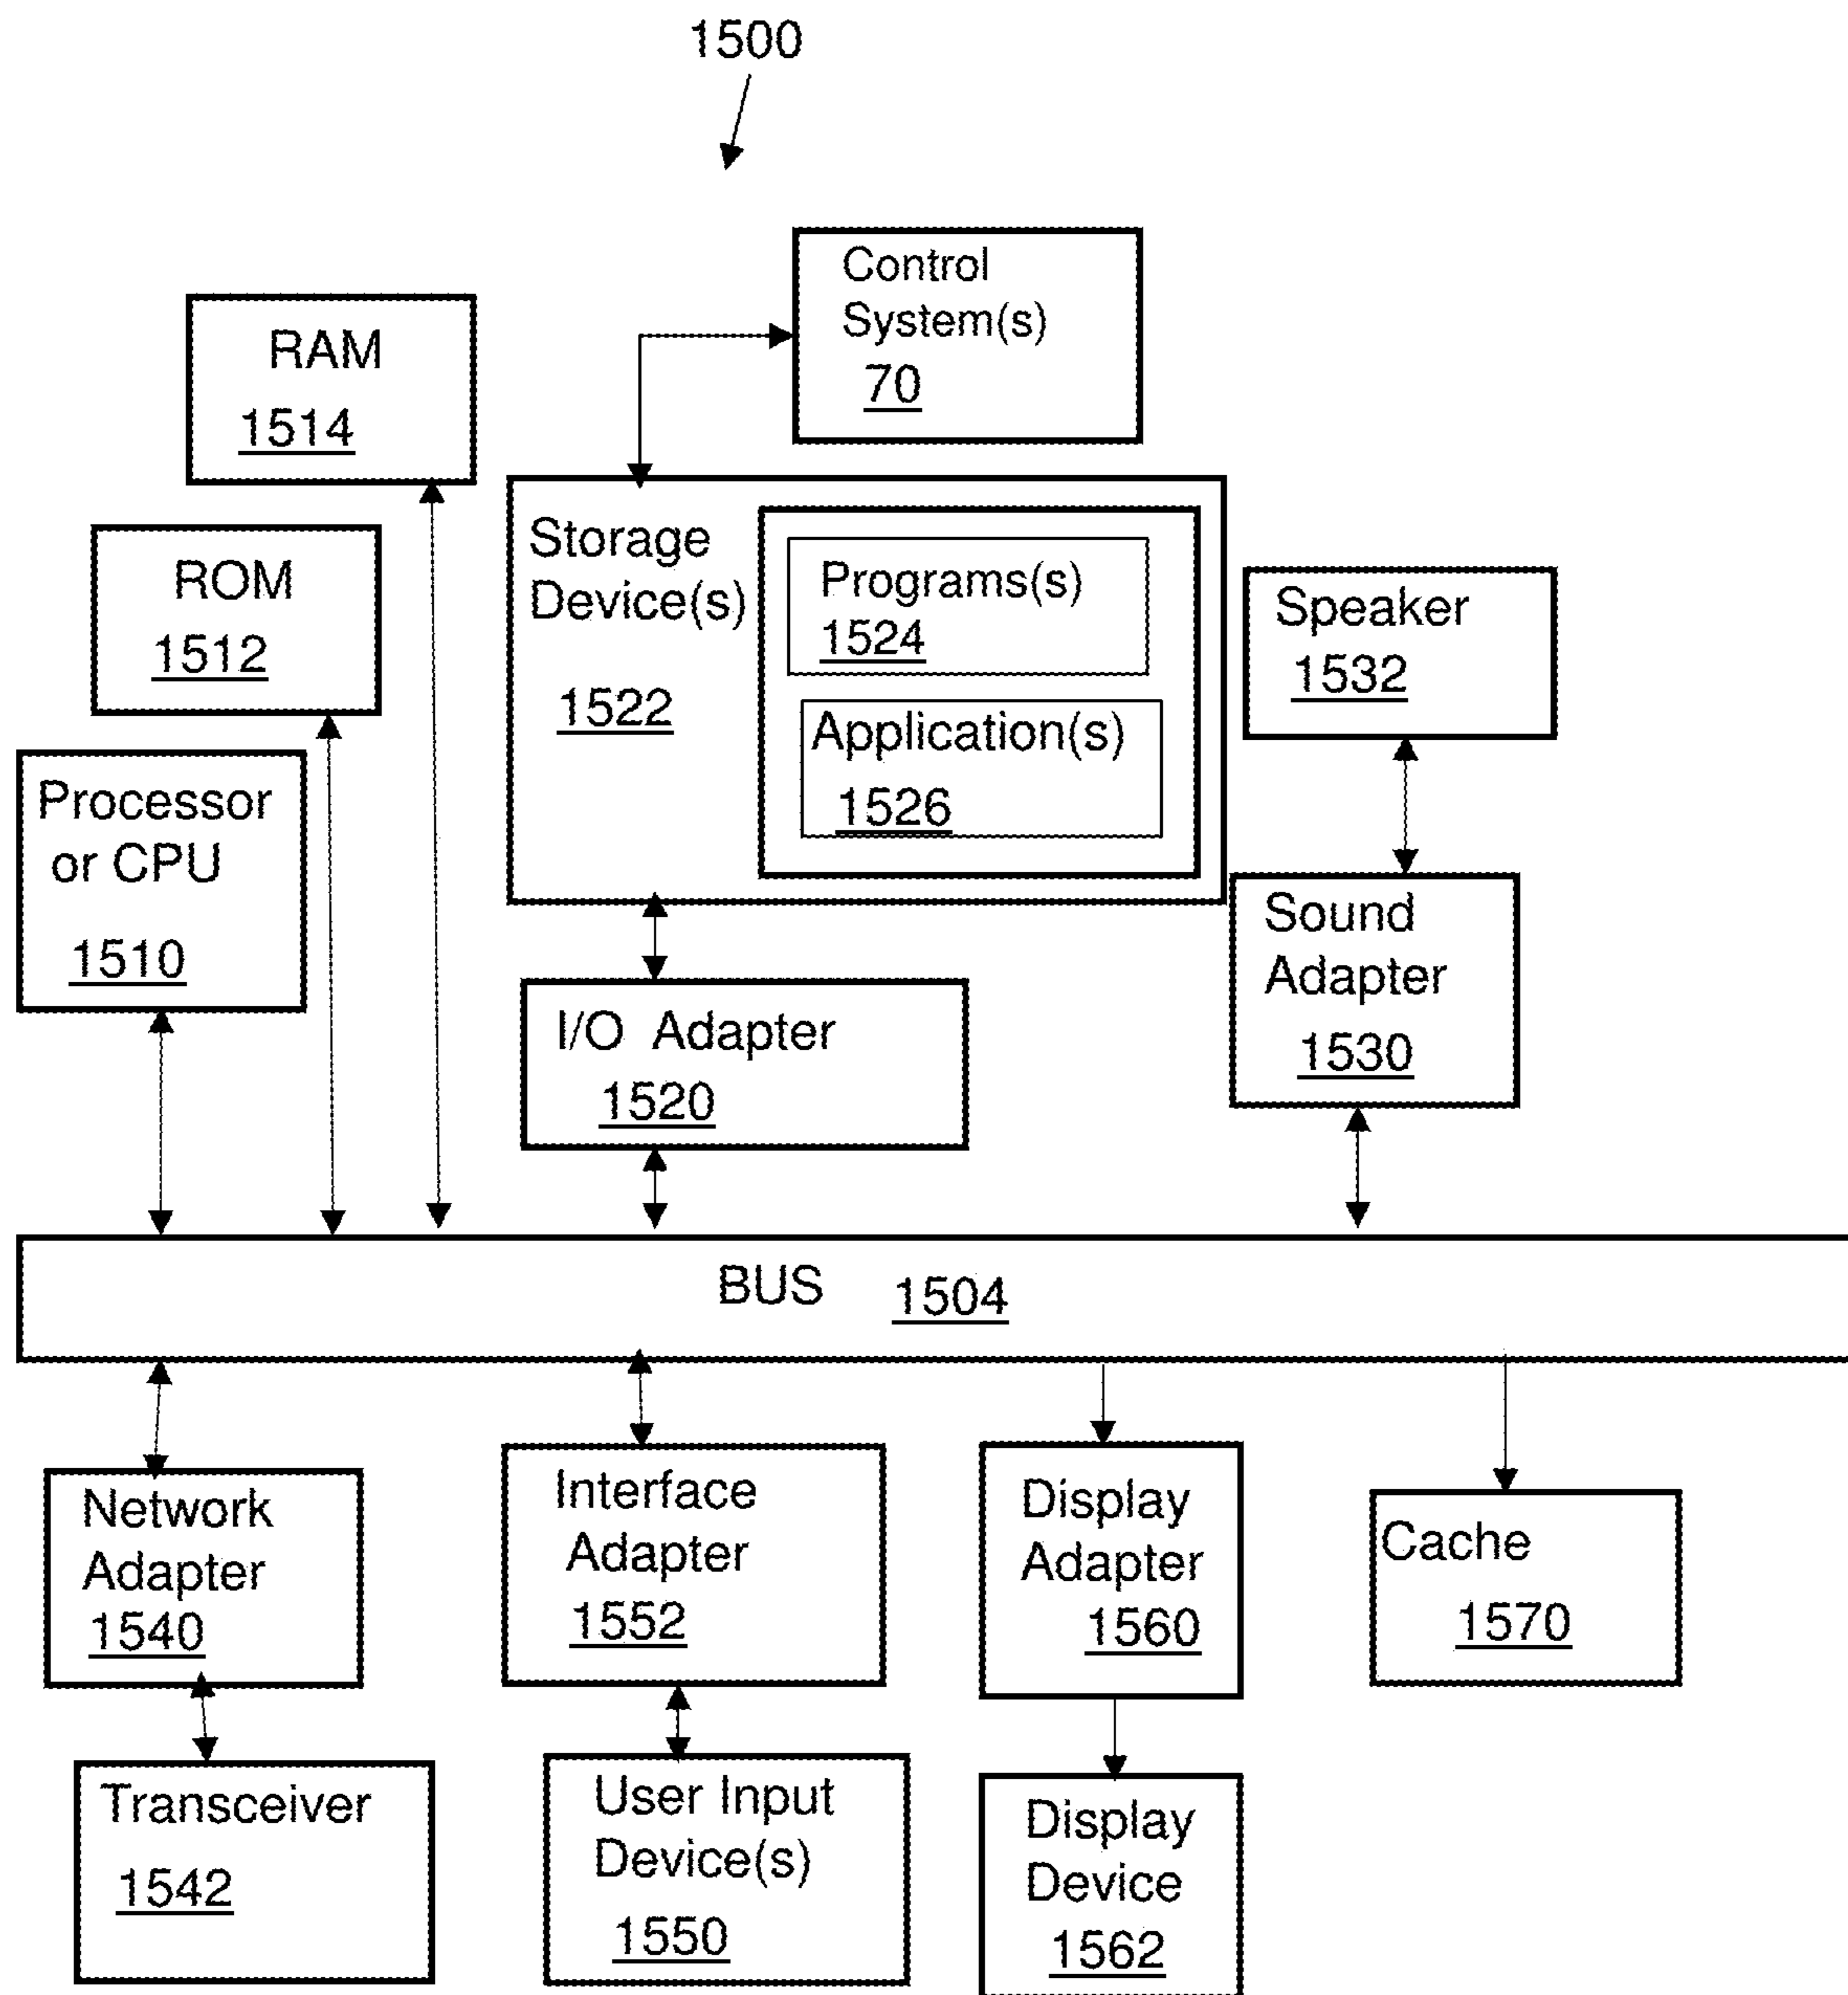 1500
Control
System(s)
70
RAM
1514
Storage
Device(s)
1522
Programs(s)
1524
Application(s)
1526
ROM
1512
Speaker
1532
Processor
or CPU
1510
Sound
Adapter
1530
I/O Adapter
1520
BUS 1504
Network
Adapter
1540
Interface
Adapter
1552
Display
Adapter
1560
Cache
1570
Transceiver
1542
User Input
Device(s)
1550
Display
Device
1562